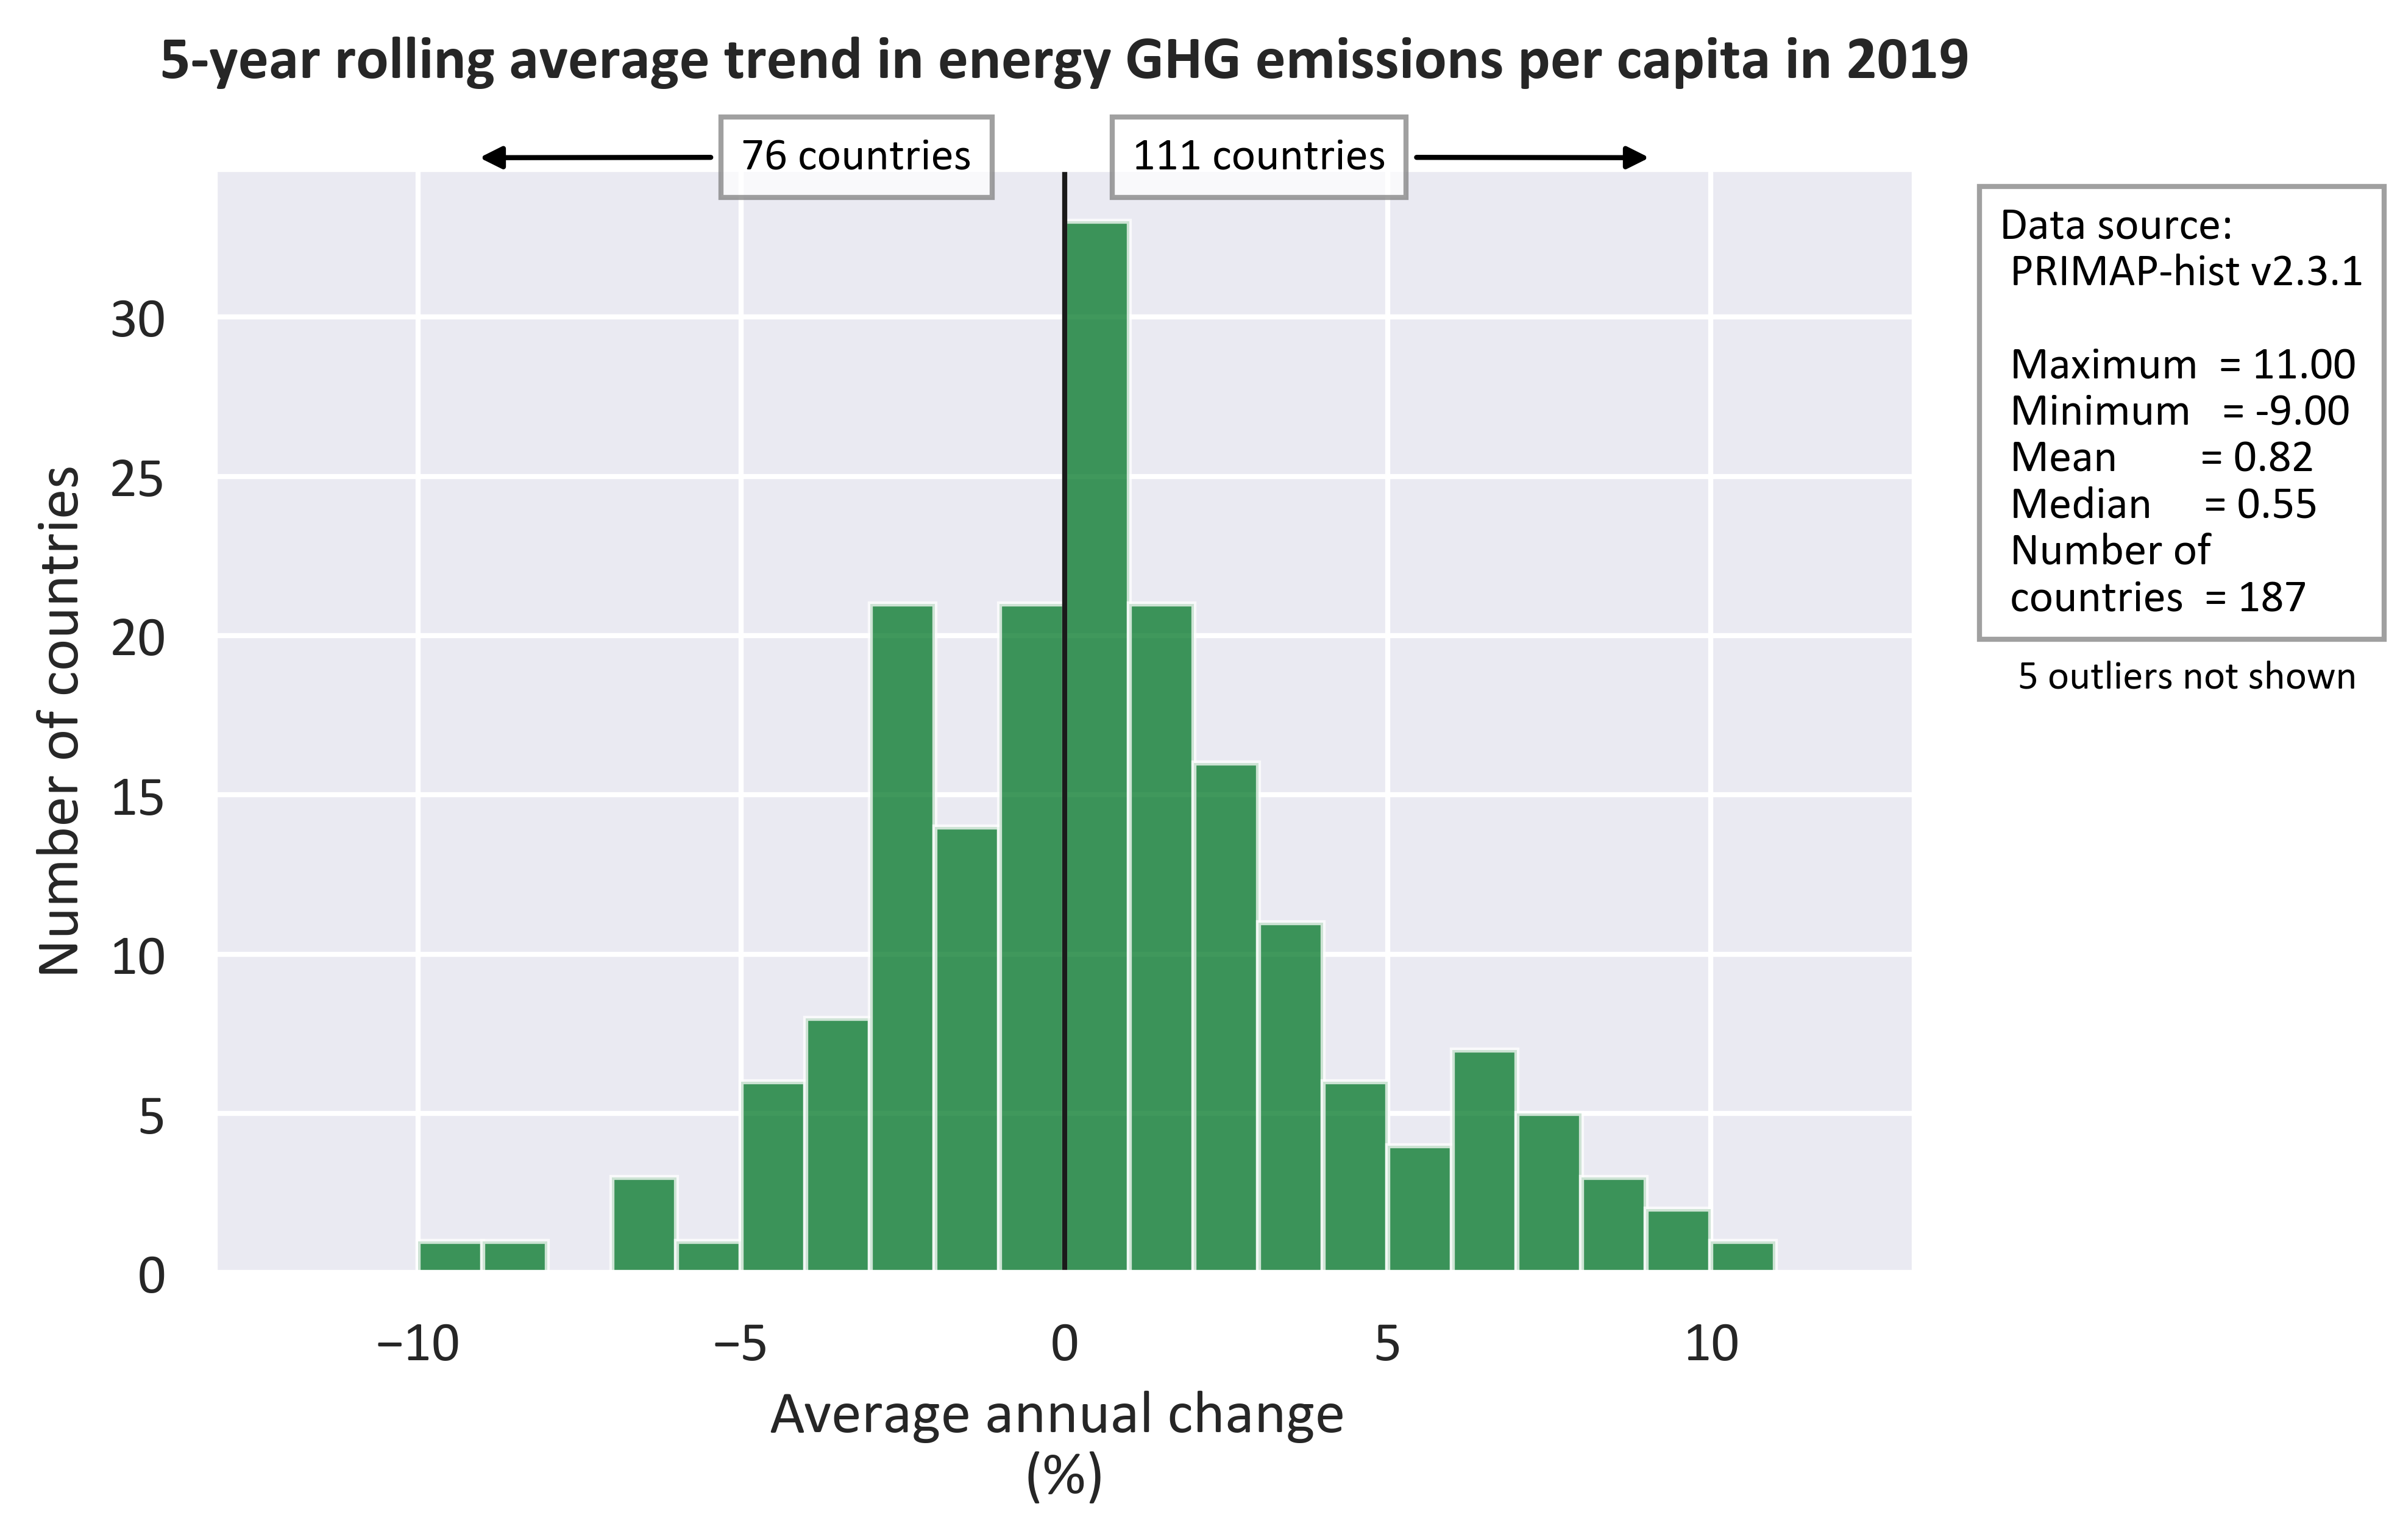 5-year rolling average trend in energy GHG emissions per capita in 2019
76 countries
111 countries
Data source:
PRIMAP-hist v2.3.1
Maximum = 11.00
Minimum = -9.00
Mean = 0.82
Median = 0.55
Number of
countries = 187
5 outliers not shown
Number of countries
30
25
20
15
10
5
0
−10
−5
0
5
10
Average annual change
(%)